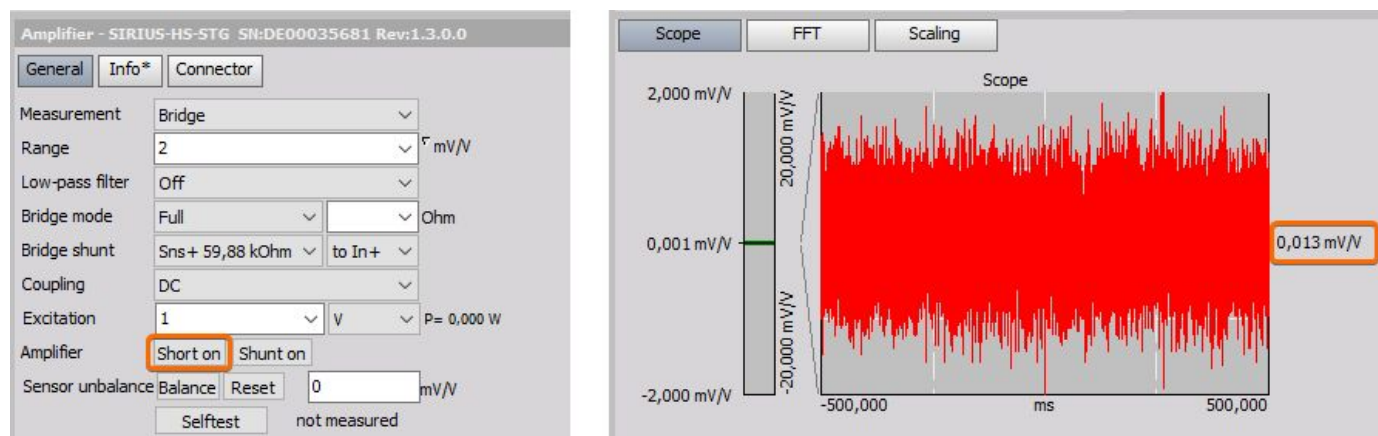 Amplifier - SIRIUS-HS-STG SN:DE00035681 Rev:1.3.0.0
General Info* Connector
Measurement Bridge
Range 2 mV/V
Low-pass filter Off
Bridge mode Full Ohm
Bridge shunt Sns+ 59,88 kOhm to In+
Coupling DC
Excitation 1 V P= 0,000 W
Amplifier Short on Shunt on
Sensor unbalance Balance Reset 0 mV/V
Selftest not measured
Scope FFT Scaling
Scope
2,000 mV/V
20,000 mV/V
0,001 mV/V
0,013 mV/V
-20,000 mV/V
-2,000 mV/V
-500,000 ms 500,000